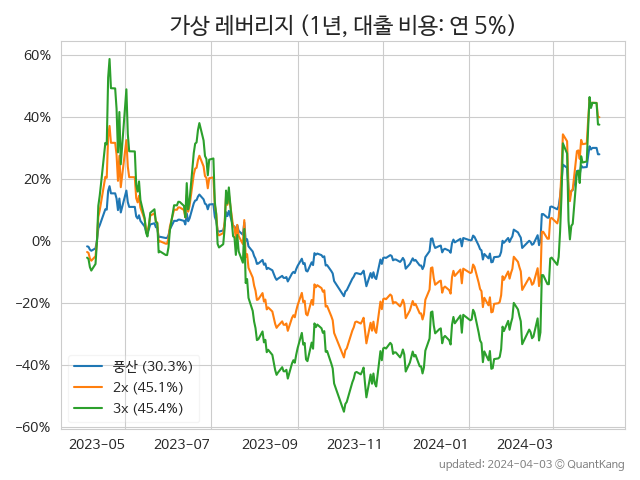 가상 레버리지 (1년, 대출 비용: 연 5%)
60%
40%
20%
0%
−20%
−40%
−60%
풍산 (30.3%)
2x (45.1%)
3x (45.4%)
2023-05 2023-07 2023-09 2023-11 2024-01 2024-03
updated: 2024-04-03 © QuantKang